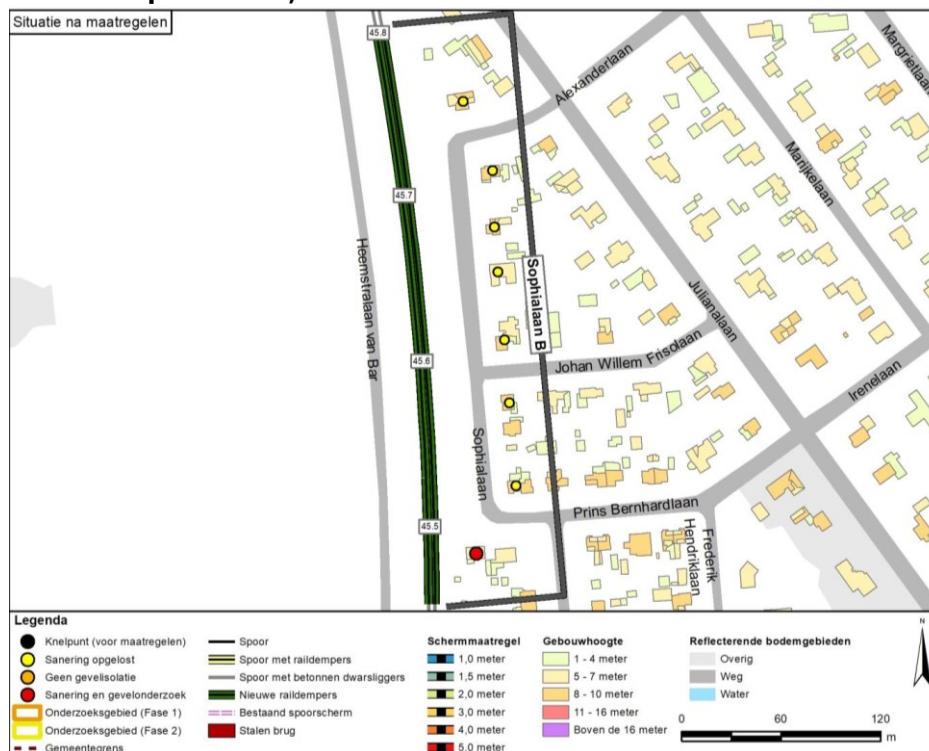 Situatie na maatregelen
45.8
Alexanderlaan
Margrietlaan
Marijkelaan
45.7
Heemstralaan van Bar
Sophialaan B
Julianalaan
45.6
Johan Willem Frisolaan
Irenelaan
Sophialaan
45.5
Prins Bernhardlaan
Frederik
Hendriklaan
Legenda
Knelpunt (voor maatregelen)
Sanering opgelost
Geen gevelisolatie
Sanering en gevelonderzoek
Onderzoeksgebied (Fase 1)
Onderzoeksgebied (Fase 2)
Gemeentegrens
Spoor
Spoor met raildempers
Spoor met betonnen dwarsliggers
Nieuwe raildempers
Bestaand spoorscherm
Stalen brug
Schermmaatregel
1,0 meter
1,5 meter
2,0 meter
3,0 meter
4,0 meter
5,0 meter
Gebouwhoogte
1 - 4 meter
5 - 7 meter
8 - 10 meter
11 - 16 meter
Boven de 16 meter
Reflecterende bodemgebieden
Overig
Weg
Water
0 60 120
m
N